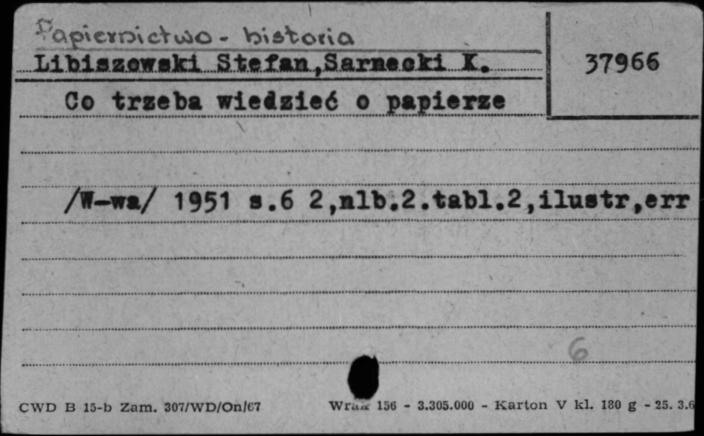 Papiernictwo - historia
Libiszowski Stefan,Sarnecki K.
37966
Co trzeba wiedzieć o papierze
/W-wa/ 1951 s.6 2,nlb.2.tabl.2,ilustr,err
6
CWD B 15-b Zam. 307/WD/On/67
156 - 3.305.000 - Karton V kl. 180 g - 25. 3.6